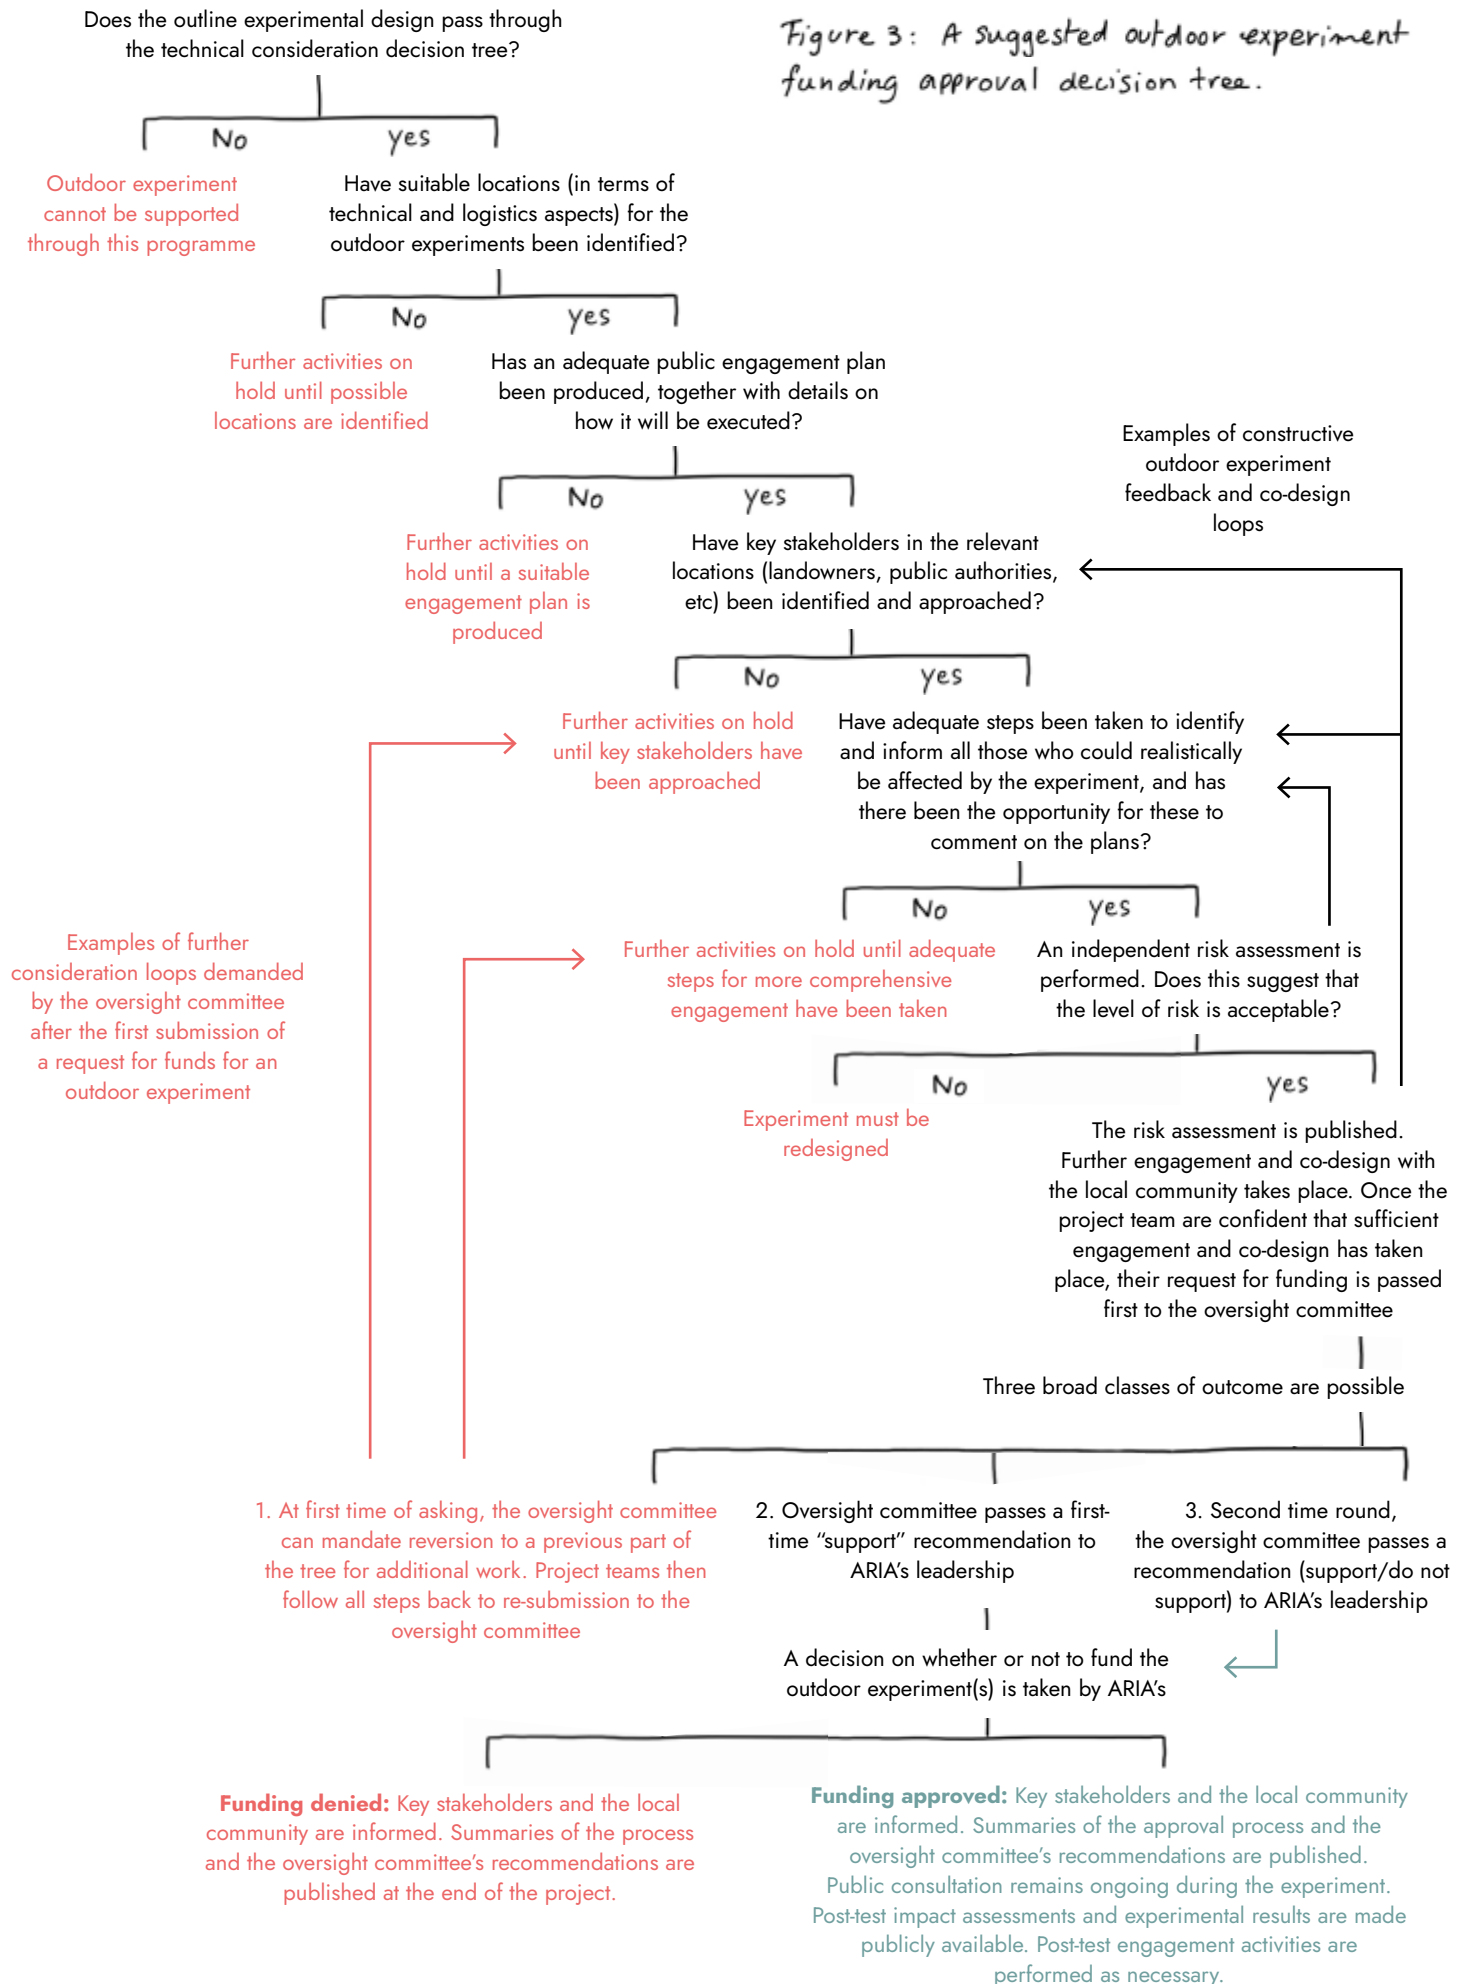 Does the outline experimental design pass through
the technical consideration decision tree?
Figure 3: A suggested outdoor experiment
funding approval decision tree.
No
yes
Outdoor experiment
cannot be supported
through this programme
Have suitable locations (in terms of
technical and logistics aspects) for the
outdoor experiments been identified?
No
yes
Further activities on
hold until possible
locations are identified
Has an adequate public engagement plan
been produced, together with details on
how it will be executed?
Examples of constructive
outdoor experiment
feedback and co-design
loops
No
yes
Further activities on
hold until a suitable
engagement plan is
produced
Have key stakeholders in the relevant
locations (landowners, public authorities,
etc) been identified and approached?
No
yes
Further activities on hold
until key stakeholders have
been approached
Have adequate steps been taken to identify
and inform all those who could realistically
be affected by the experiment, and has
there been the opportunity for these to
comment on the plans?
No
yes
Examples of further
consideration loops demanded
by the oversight committee
after the first submission of
a request for funds for an
outdoor experiment
Further activities on hold until adequate
steps for more comprehensive
engagement have been taken
An independent risk assessment is
performed. Does this suggest that
the level of risk is acceptable?
No
yes
Experiment must be
redesigned
The risk assessment is published.
Further engagement and co-design with
the local community takes place. Once the
project team are confident that sufficient
engagement and co-design has taken
place, their request for funding is passed
first to the oversight committee
Three broad classes of outcome are possible
1. At first time of asking, the oversight committee
can mandate reversion to a previous part of
the tree for additional work. Project teams then
follow all steps back to re-submission to the
oversight committee
2. Oversight committee passes a first-
time “support” recommendation to
ARIA’s leadership
3. Second time round,
the oversight committee passes a
recommendation (support/do not
support) to ARIA’s leadership
A decision on whether or not to fund the
outdoor experiment(s) is taken by ARIA’s
Funding denied: Key stakeholders and the local
community are informed. Summaries of the process
and the oversight committee’s recommendations are
published at the end of the project.
Funding approved: Key stakeholders and the local community
are informed. Summaries of the approval process and the
oversight committee’s recommendations are published.
Public consultation remains ongoing during the experiment.
Post-test impact assessments and experimental results are made
publicly available. Post-test engagement activities are
performed as necessary.